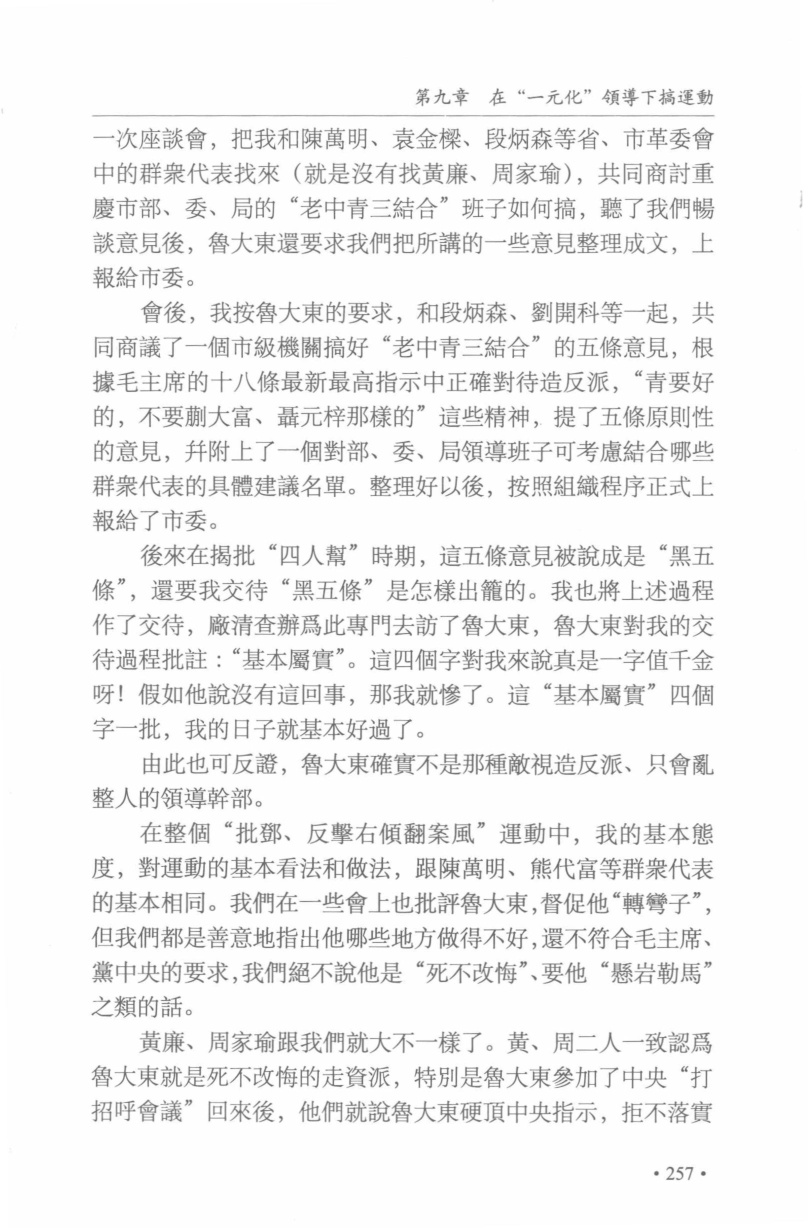 第九章　在“一元化”領導下搞運動
一次座談會，把我和陳萬明、袁金樑、段炳森等省、市革委會
中的群衆代表找來（就是沒有找黃廉、周家瑜），共同商討重
慶市部、委、局的“老中青三結合”班子如何搞，聽了我們暢
談意見後，魯大東還要求我們把所講的一些意見整理成文，上
報給市委。
會後，我按魯大東的要求，和段炳森、劉開科等一起，共
同商議了一個市級機關搞好“老中青三結合”的五條意見，根
據毛主席的十八條最新最高指示中正確對待造反派，“青要好
的，不要蒯大富、聶元梓那樣的”這些精神，提了五條原則性
的意見，幷附上了一個對部、委、局領導班子可考慮結合哪些
群衆代表的具體建議名單。整理好以後，按照組織程序正式上
報給了市委。
後來在揭批“四人幫”時期，這五條意見被說成是“黑五
條”，還要我交待“黑五條”是怎樣出籠的。我也將上述過程
作了交待，廠清查辦爲此專門去訪了魯大東，魯大東對我的交
待過程批註：“基本屬實”。這四個字對我來說真是一字值千金
呀！假如他說沒有這回事，那我就慘了。這“基本屬實”四個
字一批，我的日子就基本好過了。
由此也可反證，魯大東確實不是那種敵視造反派、只會亂
整人的領導幹部。
在整個“批鄧、反擊右傾翻案風”運動中，我的基本態
度，對運動的基本看法和做法，跟陳萬明、熊代富等群衆代表
的基本相同。我們在一些會上也批評魯大東，督促他“轉彎子”，
但我們都是善意地指出他哪些地方做得不好，還不符合毛主席、
黨中央的要求，我們絕不說他是“死不改悔”、要他“懸岩勒馬”
之類的話。
黃廉、周家瑜跟我們就大不一樣了。黃、周二人一致認爲
魯大東就是死不改悔的走資派，特別是魯大東參加了中央“打
招呼會議”回來後，他們就說魯大東硬頂中央指示，拒不落實
·257·